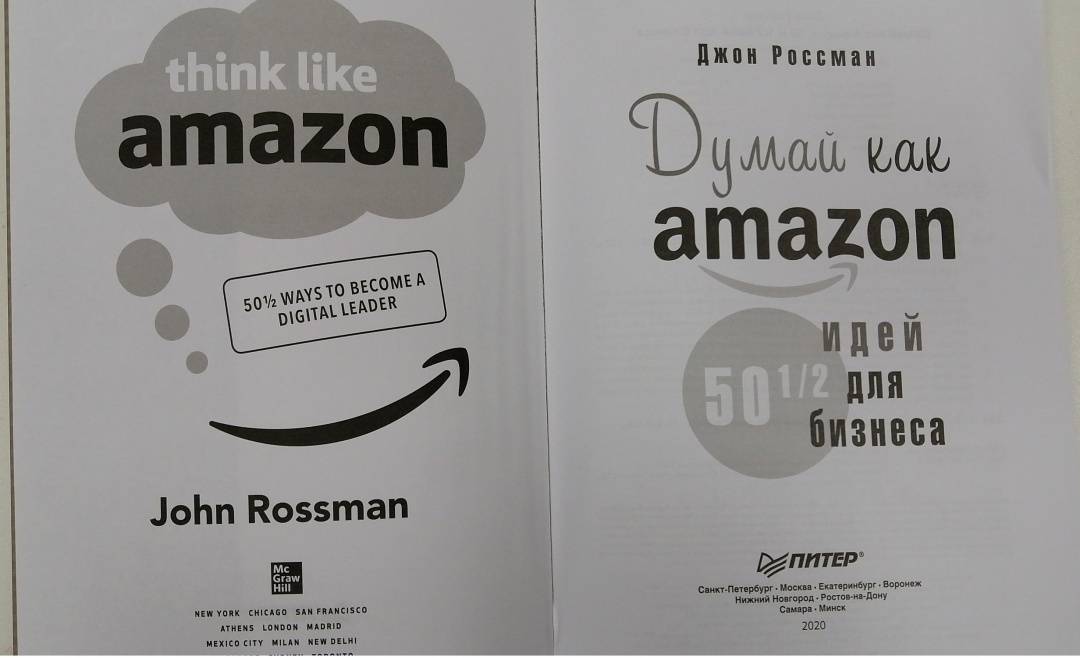 think like
amazon
50½ WAYS TO BECOME A
DIGITAL LEADER
John Rossman
Mc
Graw
Hill
NEW YORK CHICAGO SAN FRANCISCO
ATHENS LONDON MADRID
MEXICO CITY MILAN NEW DELHI
Джон Россман
Думай как
amazon
50 1/2
идей
для
бизнеса
ПИТЕР®
Санкт-Петербург • Москва • Екатеринбург • Воронеж
Нижний Новгород • Ростов-на-Дону
Самара • Минск
2020